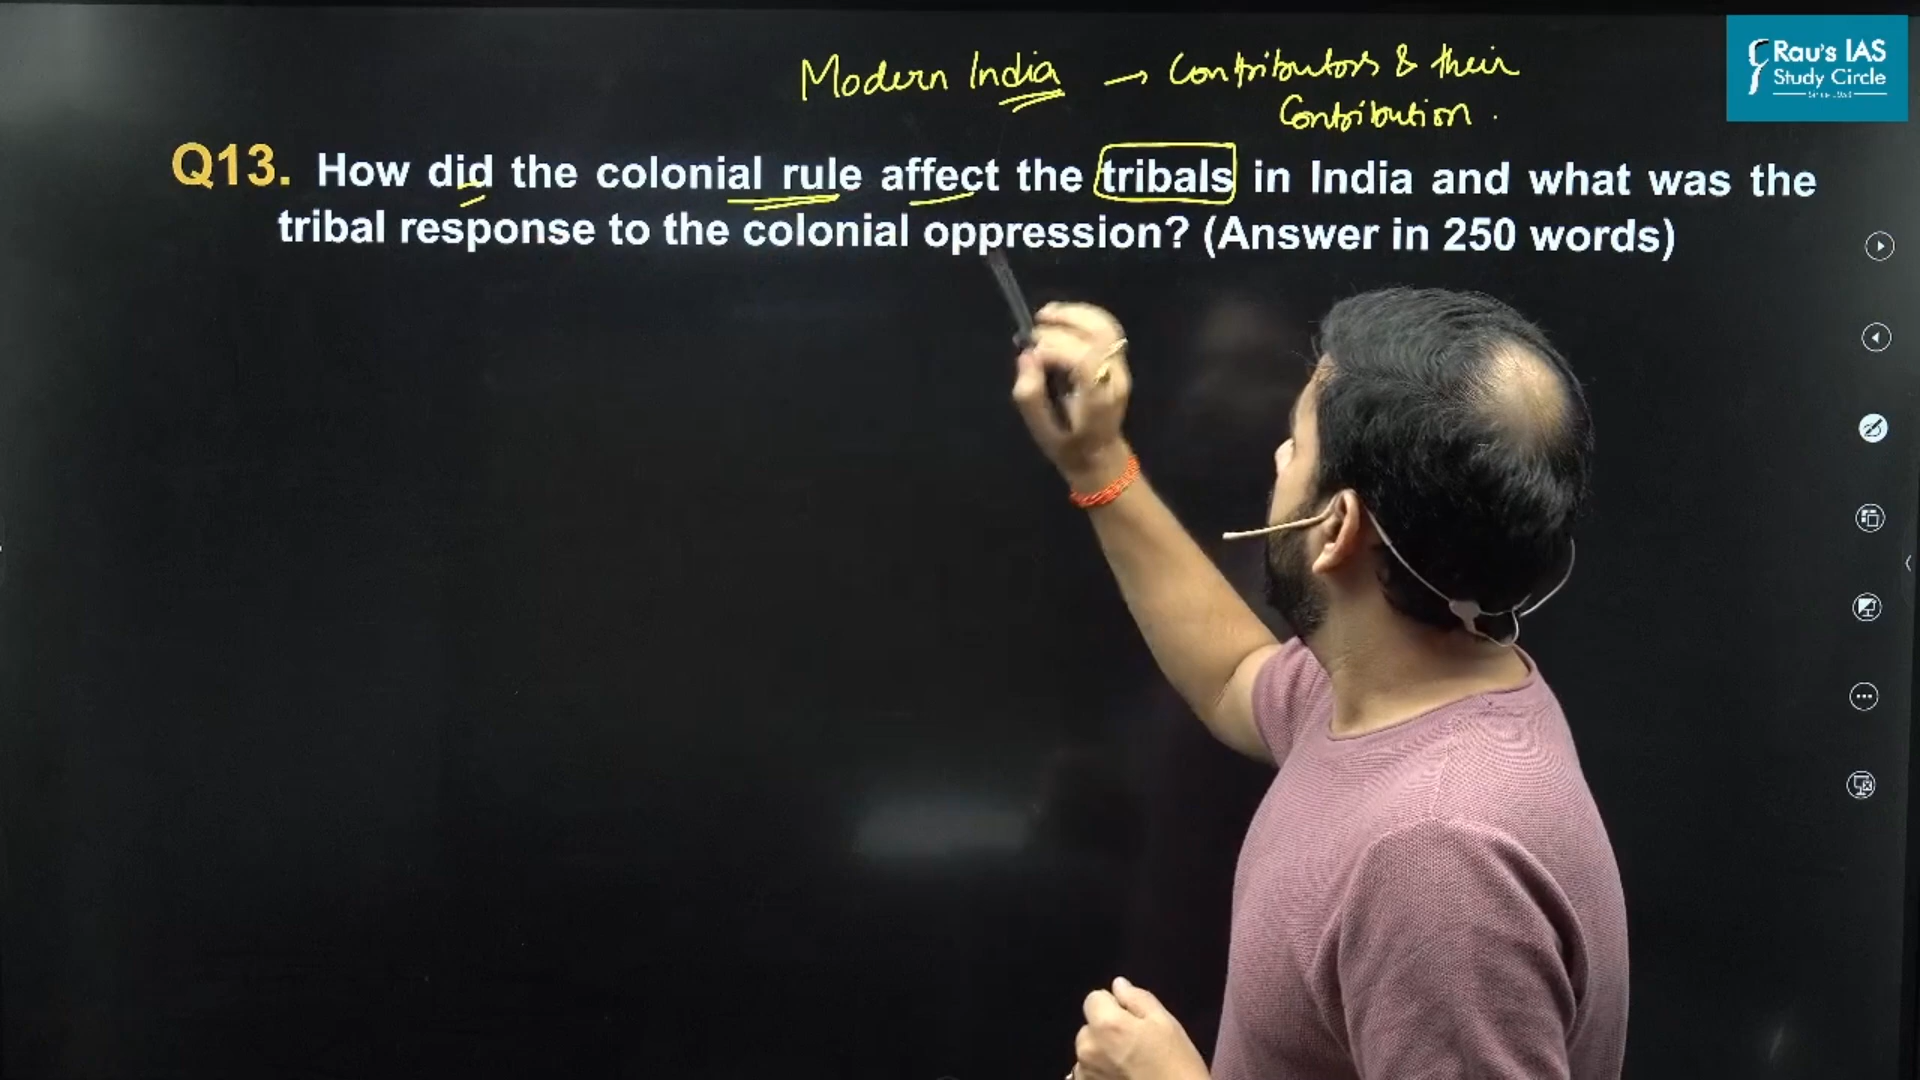 Modern India → Contributors & their
Contribution.
Rau's IAS
Study Circle
Q13. How did the colonial rule affect the tribals in India and what was the
tribal response to the colonial oppression? (Answer in 250 words)